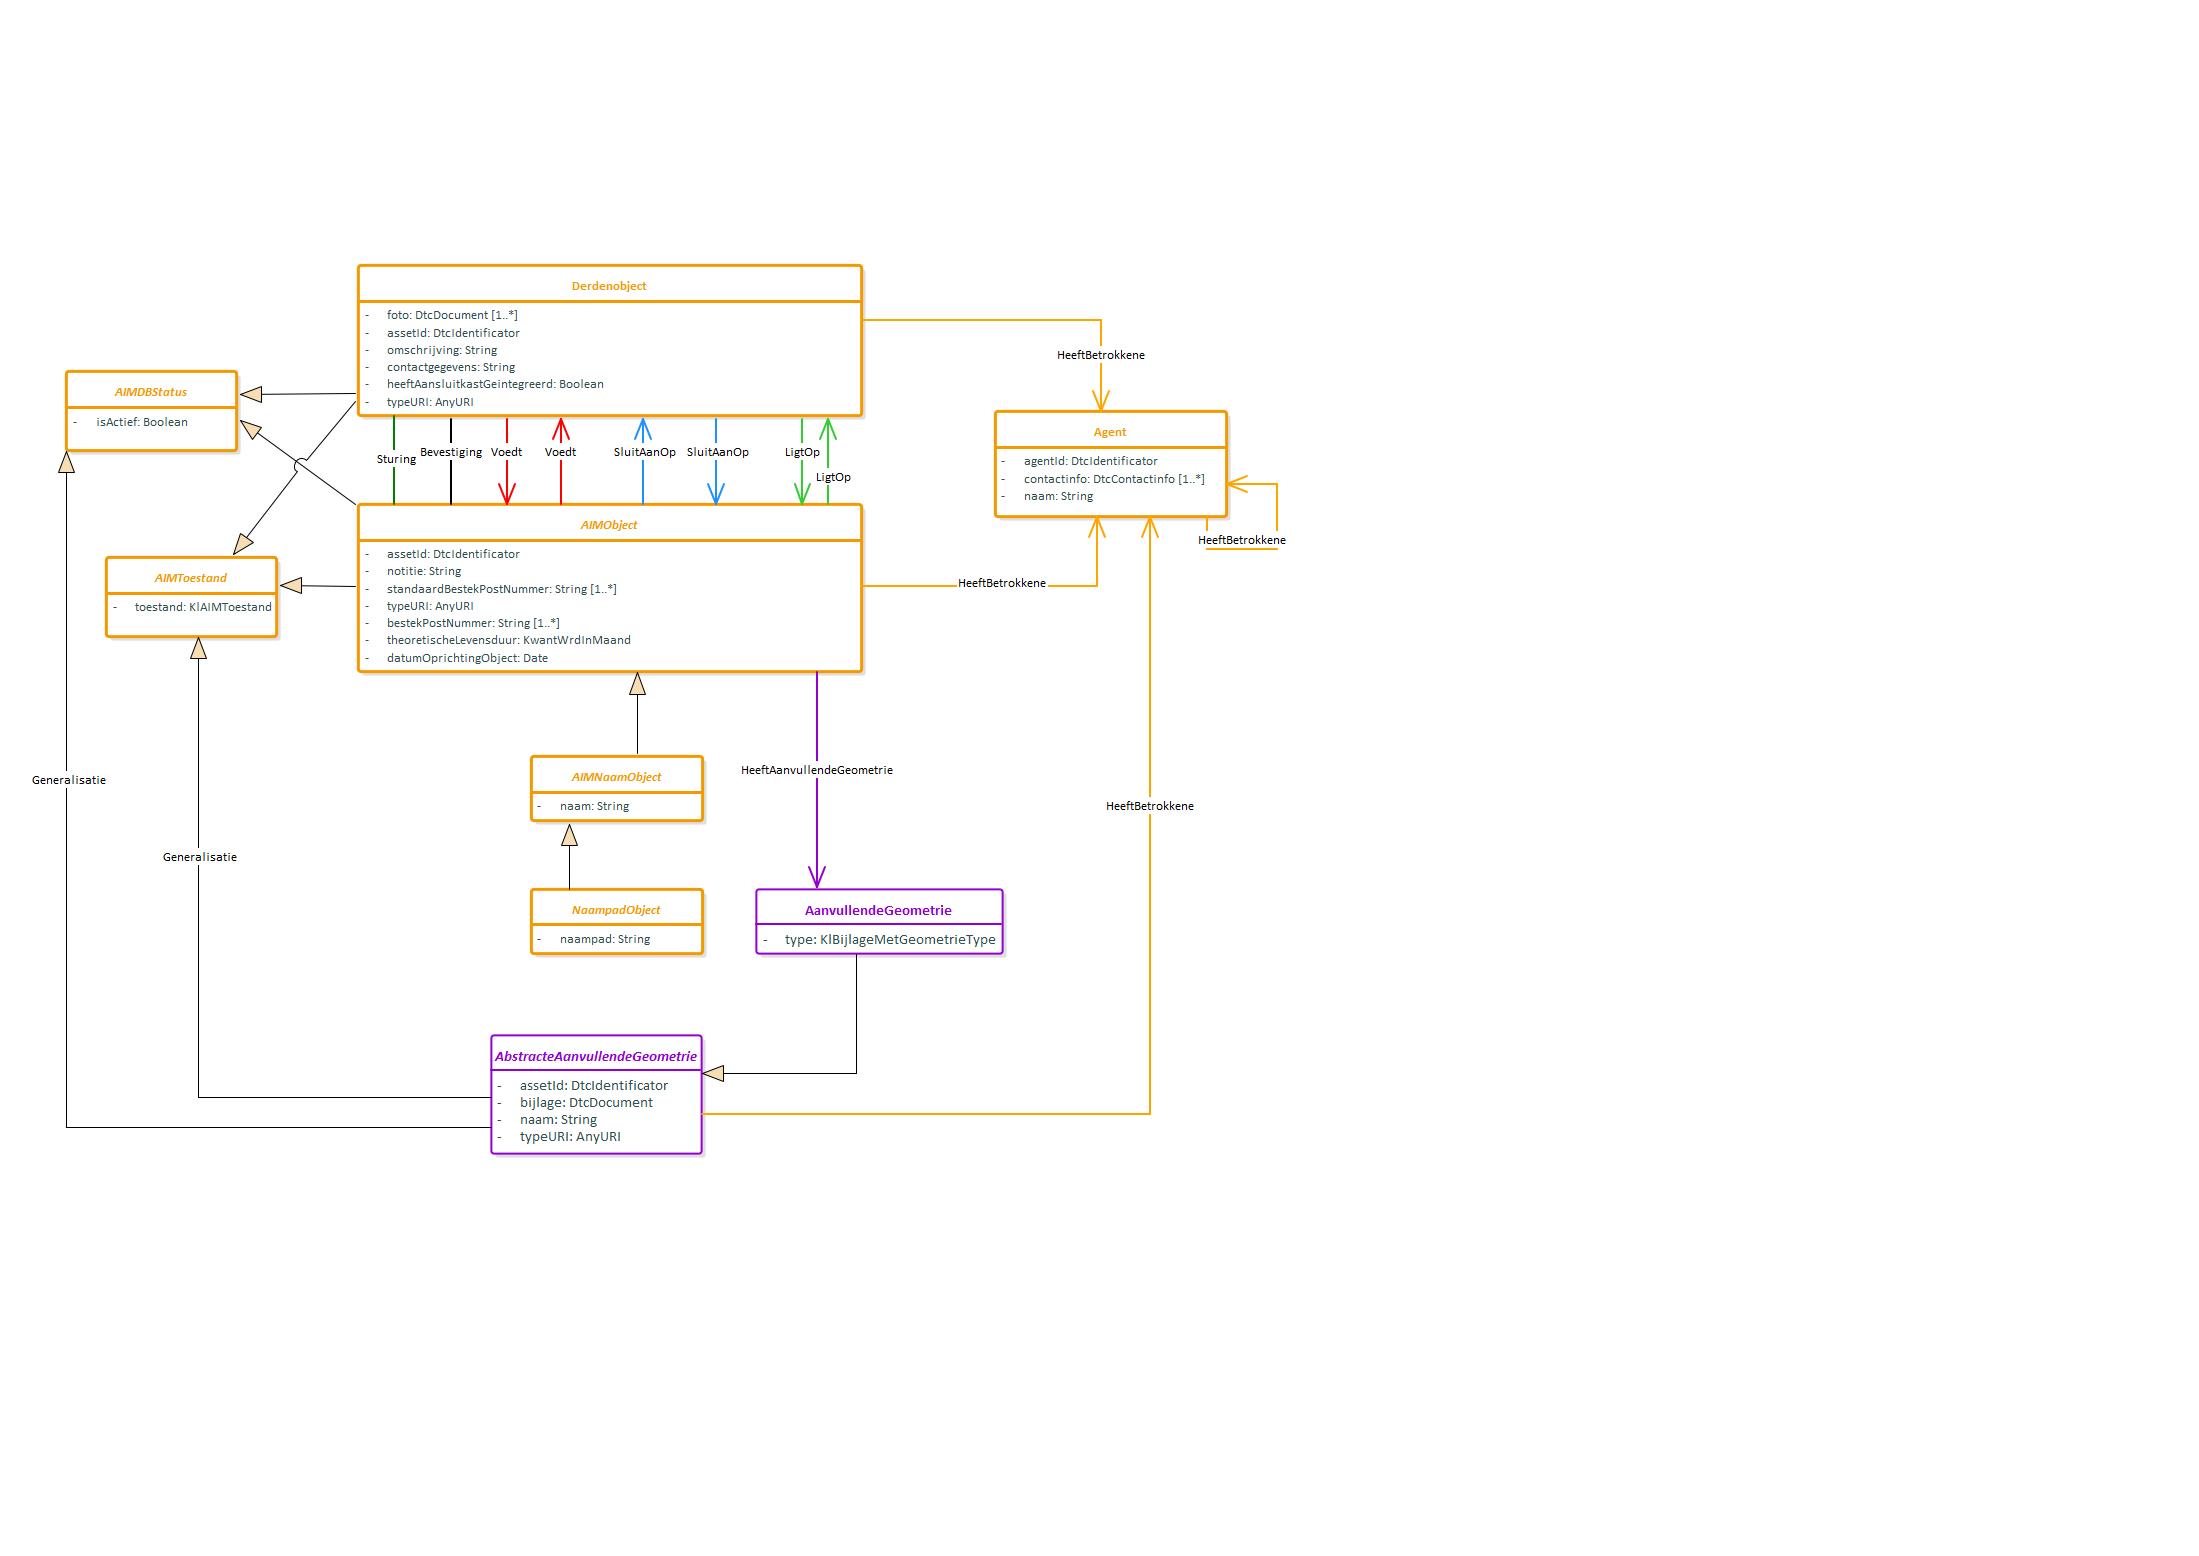 Derdenobject
- foto: DtcDocument [1..*]
- assetId: DtcIdentificator
- omschrijving: String
- contactgegevens: String
- heeftAansluitkastGeintegreerd: Boolean
- typeURI: AnyURI
HeeftBetrokkene
AIMDBStatus
- isActief: Boolean
Agent
- agentId: DtcIdentificator
- contactinfo: DtcContactinfo [1..*]
- naam: String
Sturing
Bevestiging
Voedt
Voedt
SluitAanOp
SluitAanOp
LigtOp
LigtOp
HeeftBetrokkene
AIMObject
- assetId: DtcIdentificator
- notitie: String
- standaardBestekPostNummer: String [1..*]
- typeURI: AnyURI
- bestekPostNummer: String [1..*]
- theoretischeLevensduur: KwantWrdInMaand
- datumOprichtingObject: Date
AIMToestand
- toestand: KlAIMToestand
HeeftBetrokkene
AIMNaamObject
- naam: String
HeeftAanvullendeGeometrie
Generalisatie
HeeftBetrokkene
Generalisatie
NaampadObject
- naampad: String
AanvullendeGeometrie
- type: KlBijlageMetGeometrieType
AbstracteAanvullendeGeometrie
- assetId: DtcIdentificator
- bijlage: DtcDocument
- naam: String
- typeURI: AnyURI